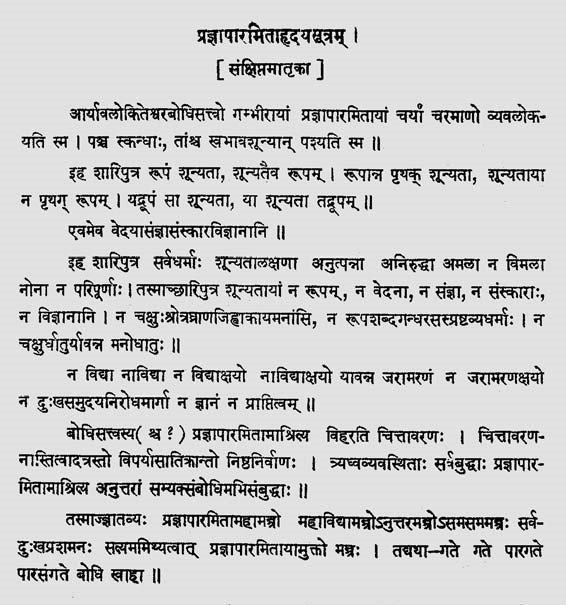 प्रज्ञापारमिताहृदयसूत्रम् ।
[ संक्षिप्तमातृका ]
आर्यावलोकितेश्वरबोधिसत्त्वो गम्भीरायां प्रज्ञापारमितायां चर्यां चरमाणो व्यवलोक-
यति स्म । पञ्च स्कन्धाः, तांश्च स्वभावशून्यान् पश्यति स्म ॥
इह शारिपुत्र रूपं शून्यता, शून्यतैव रूपम् । रूपान्न पृथक् शून्यता, शून्यताया
न पृथग् रूपम् । यद्रूपं सा शून्यता, या शून्यता तद्रूपम् ॥
एवमेव वेदयासंज्ञासंस्कारविज्ञानानि ॥
इह शारिपुत्र सर्वधर्माः शून्यतालक्षणा अनुत्पन्ना अनिरुद्धा अमला न विमला
नोना न परिपूर्णाः । तस्माच्छारिपुत्र शून्यतायां न रूपम् , न वेदना, न संज्ञा, न संस्काराः,
न विज्ञानानि । न चक्षुःश्रोत्रघ्राणजिह्वाकायमनांसि, न रूपशब्दगन्धरसस्प्रष्टव्यधर्माः । न
चक्षुर्धातुर्यावन्न मनोधातुः ॥
न विद्या नाविद्या न विद्याक्षयो नाविद्याक्षयो यावन्न जरामरणं न जरामरणक्षयो
न दुःखसमुदयनिरोधमार्गा न ज्ञानं न प्राप्तित्वम् ॥
बोधिसत्त्वस्य( श्च ? ) प्रज्ञापारमितामाश्रित्य विहरति चित्तावरणः । चित्तावरण-
नास्तित्वादत्रस्तो विपर्यासातिक्रान्तो निष्ठनिर्वाणः । त्र्यध्वव्यवस्थिताः सर्वबुद्धाः प्रज्ञापार-
मितामाश्रित्य अनुत्तरां सम्यक्संबोधिमभिसंबुद्धाः ॥
तस्माज्ज्ञातव्यः प्रज्ञापारमितामहामन्त्रो महाविद्यामन्त्रोऽनुत्तरमन्त्रोऽसमसममन्त्रः सर्व-
दुःखप्रशमनः सत्यममिथ्यत्वात् प्रज्ञापारमितायामुक्तो मन्त्रः । तद्यथा—गते गते पारगते
पारसंगते बोधि स्वाहा ॥